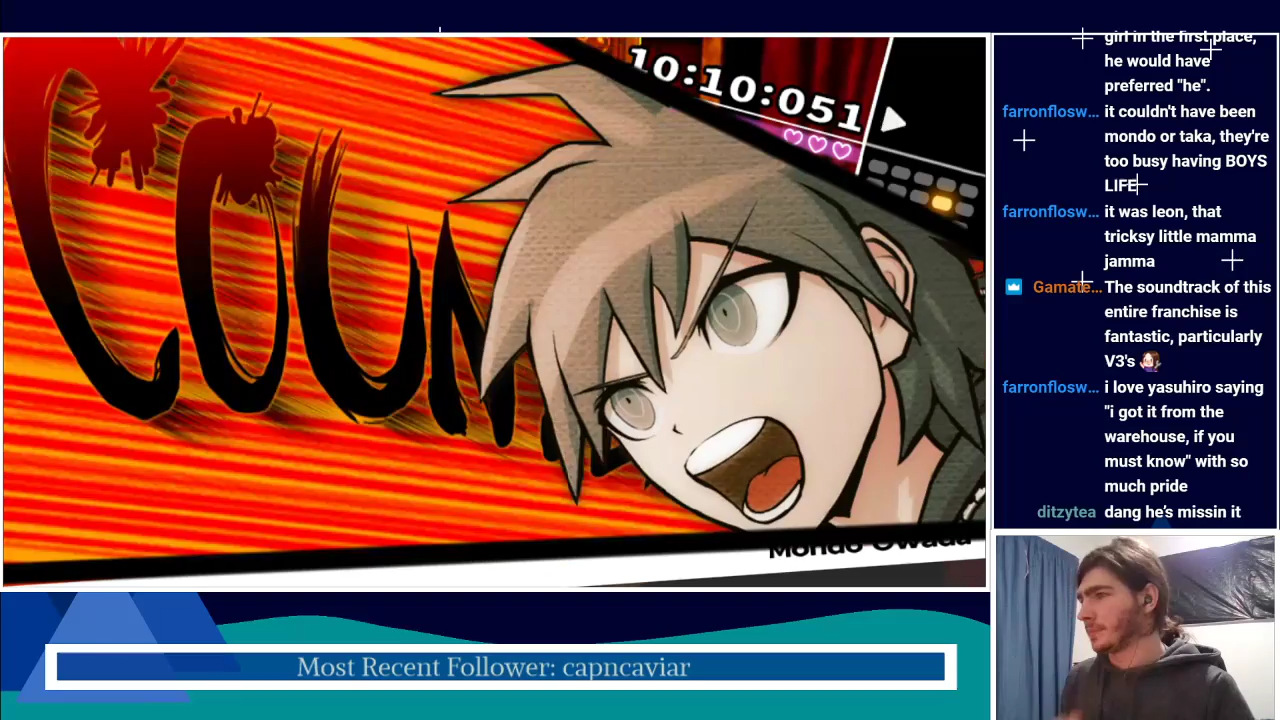 COUN
10:10:051
Mondo Owada
girl in the first place,
he would have
preferred "he".
farronflosw... it couldn't have been
mondo or taka, they're
too busy having BOYS
LIFE
farronflosw... it was leon, that
tricksy little mamma
jamma
Gamate... The soundtrack of this
entire franchise is
fantastic, particularly
V3's
farronflosw... i love yasuhiro saying
"i got it from the
warehouse, if you
must know" with so
much pride
ditzytea dang he's missin it
Most Recent Follower: capncaviar